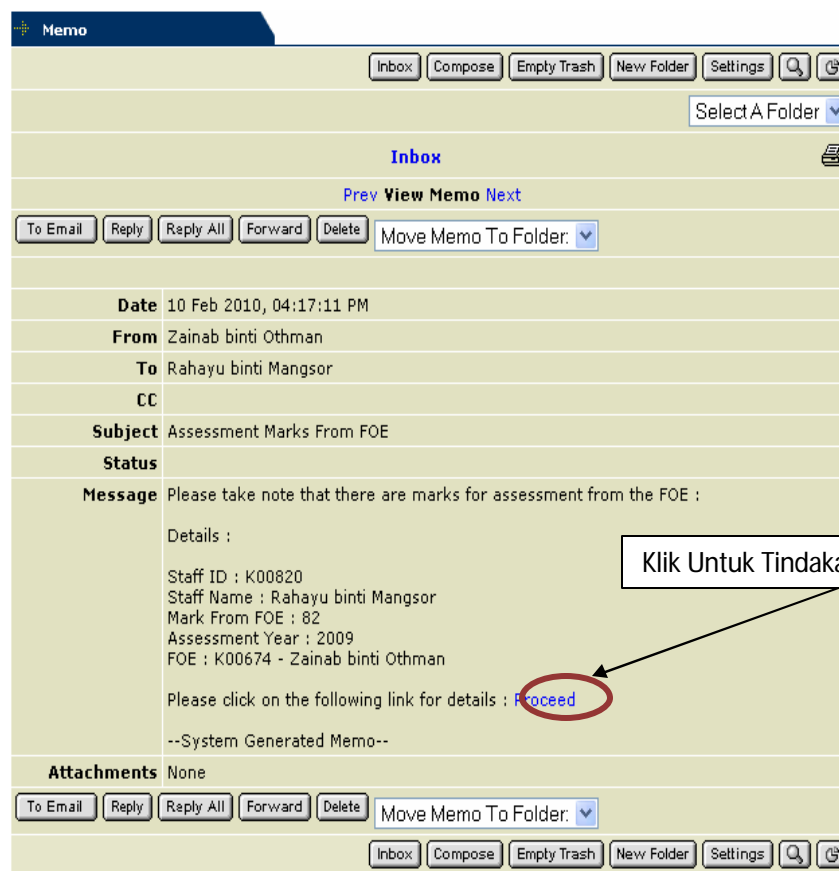 Memo
Inbox Compose Empty Trash New Folder Settings
Select A Folder
Inbox
Prev View Memo Next
To Email Reply Reply All Forward Delete Move Memo To Folder:
Date 10 Feb 2010, 04:17:11 PM
From Zainab binti Othman
To Rahayu binti Mangsor
CC
Subject Assessment Marks From FOE
Status
Message Please take note that there are marks for assessment from the FOE :
Details :
Klik Untuk
Staff ID : K00820
Staff Name : Rahayu binti Mangsor
Mark From FOE : 82
Assessment Year : 2009
FOE : K00674 - Zainab binti Othman
Please click on the following link for details : Proceed
--System Generated Memo--
Attachments None
To Email Reply Reply All Forward Delete Move Memo To Folder:
Inbox Compose Empty Trash New Folder Settings